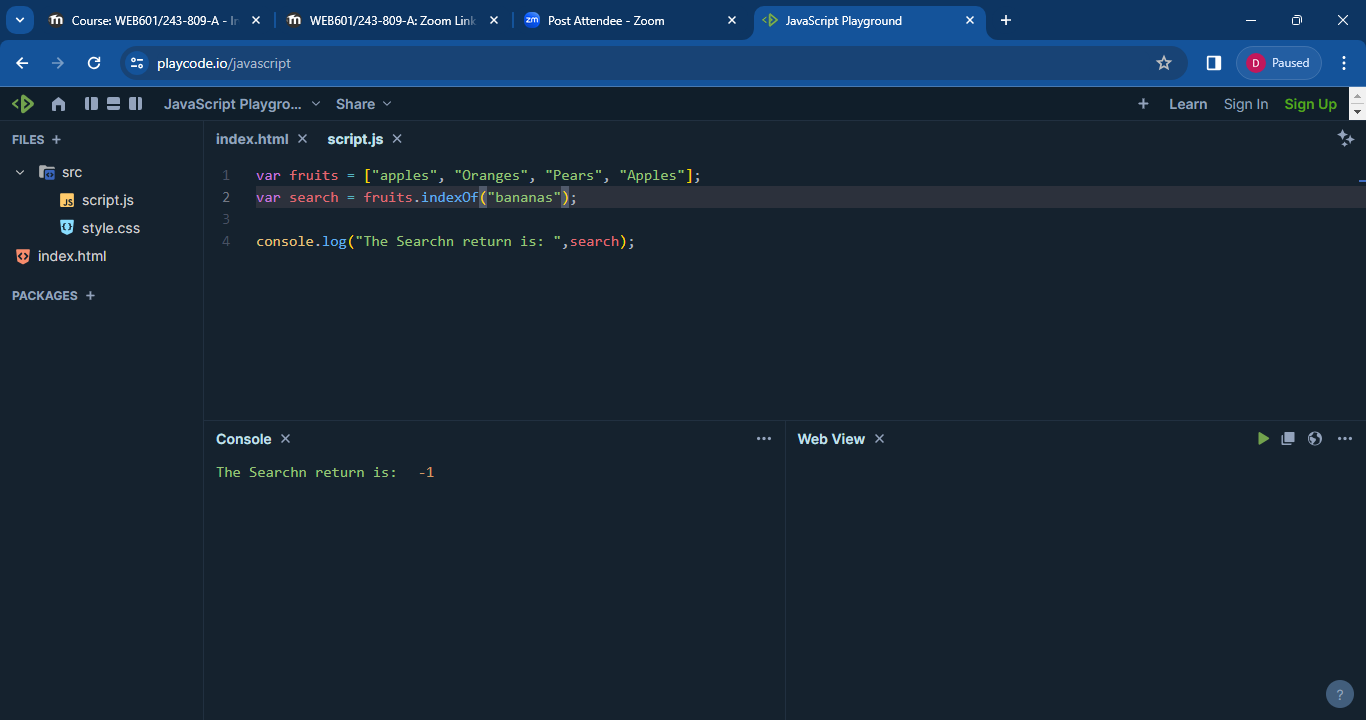 Course: WEB601/243-809-A - In
WEB601/243-809-A: Zoom Link
zm Post Attendee - Zoom
JavaScript Playground
playcode.io/javascript
D Paused
JavaScript Playgro... Share
+ Learn Sign In Sign Up
FILES +
index.html
script.js
src
script.js
style.css
index.html
PACKAGES +
1 var fruits = ["apples", "Oranges", "Pears", "Apples"];
2 var search = fruits.indexOf("bananas");
3
4 console.log("The Searchn return is: ",search);
Console
The Searchn return is: -1
Web View
?